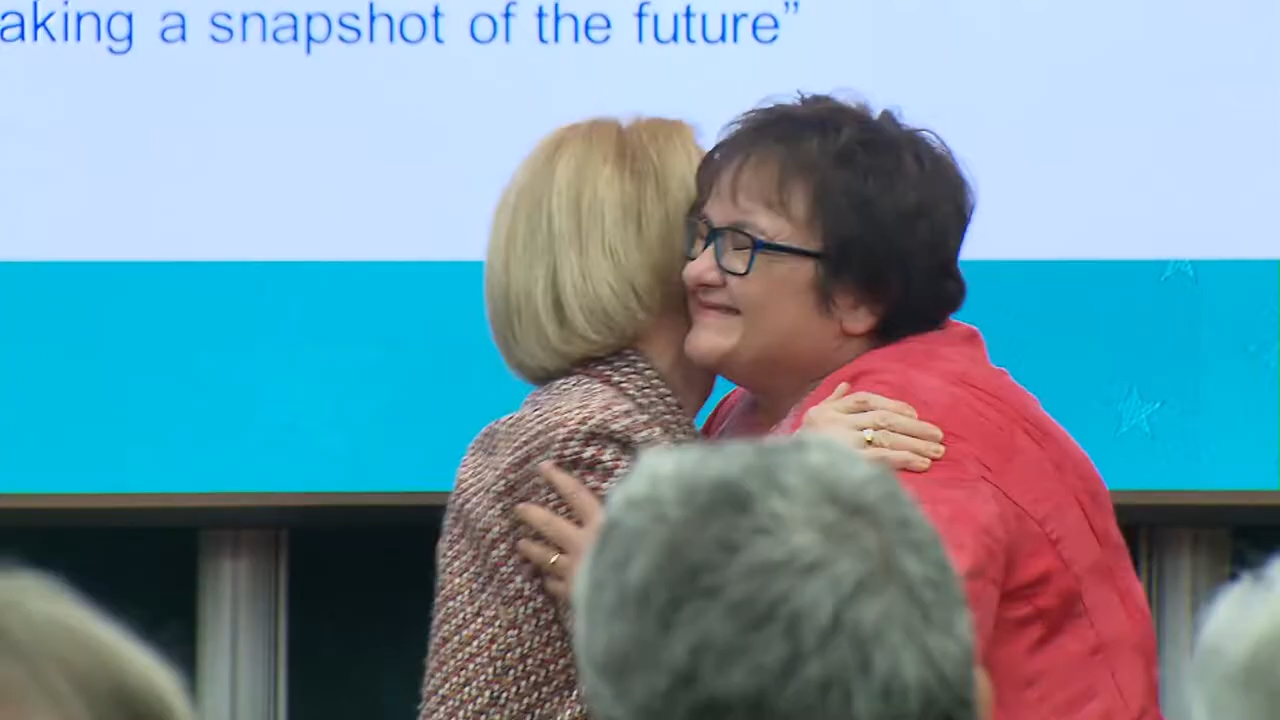 aking a snapshot of the future”